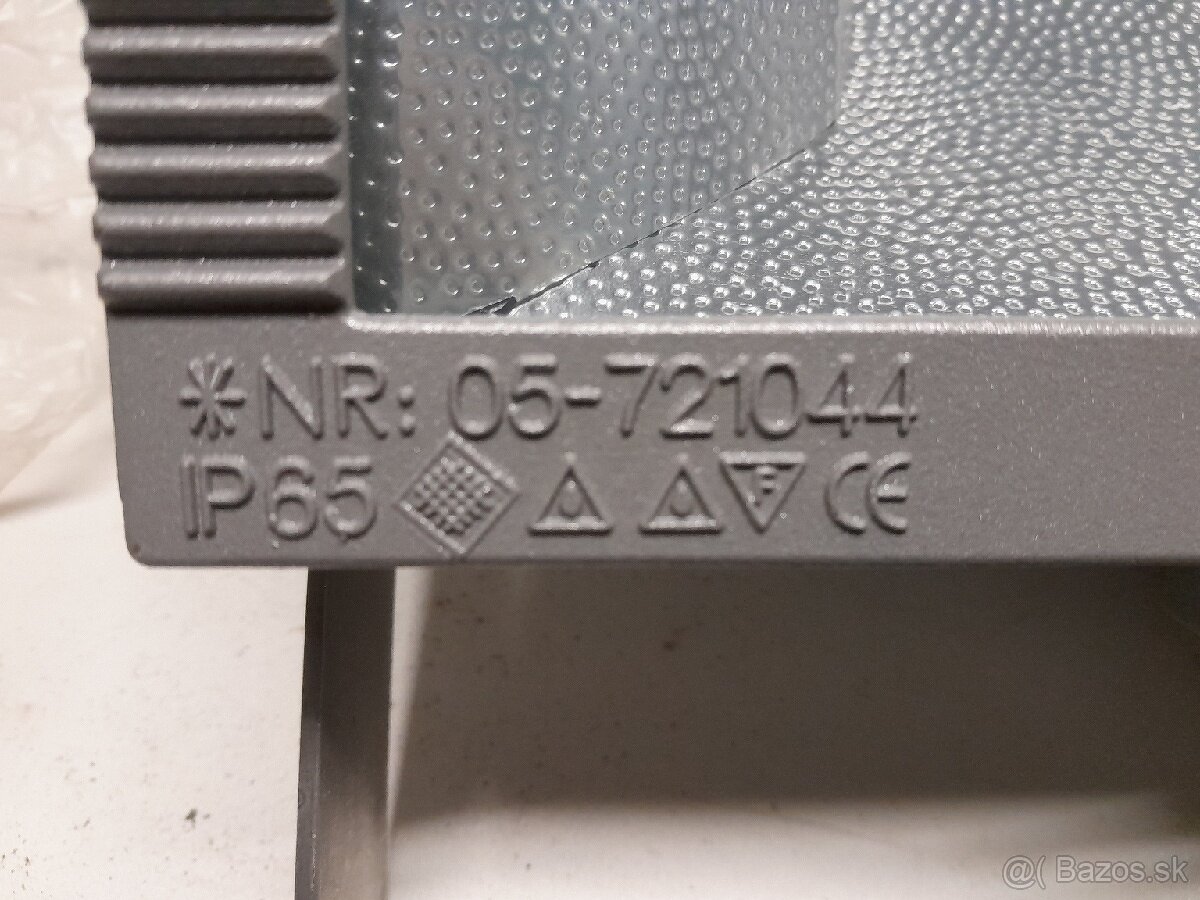 *NR: 05-721044
IP65 F CE
@( Bazos.sk